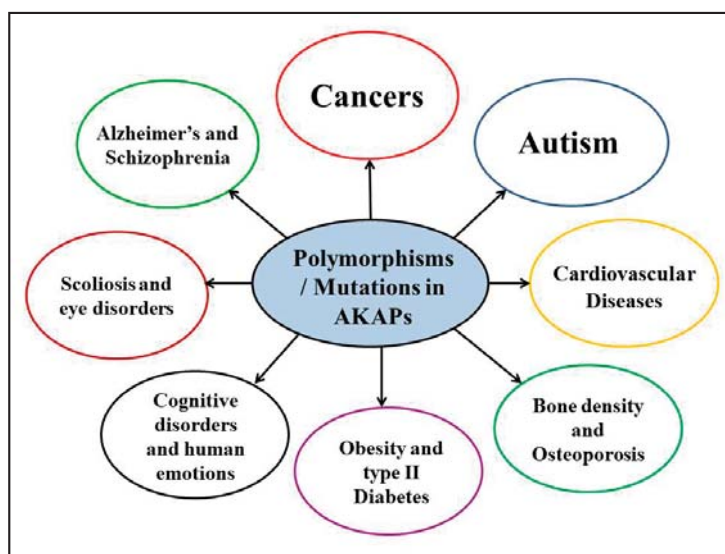 Cancers
Alzheimer's and
Schizophrenia
Autism
Polymorphisms
/ Mutations in
AKAPs
Scoliosis and
eye disorders
Cardiovascular
Diseases
Cognitive
disorders
and human
emotions
Obesity and
type II
Diabetes
Bone density
and
Osteoporosis